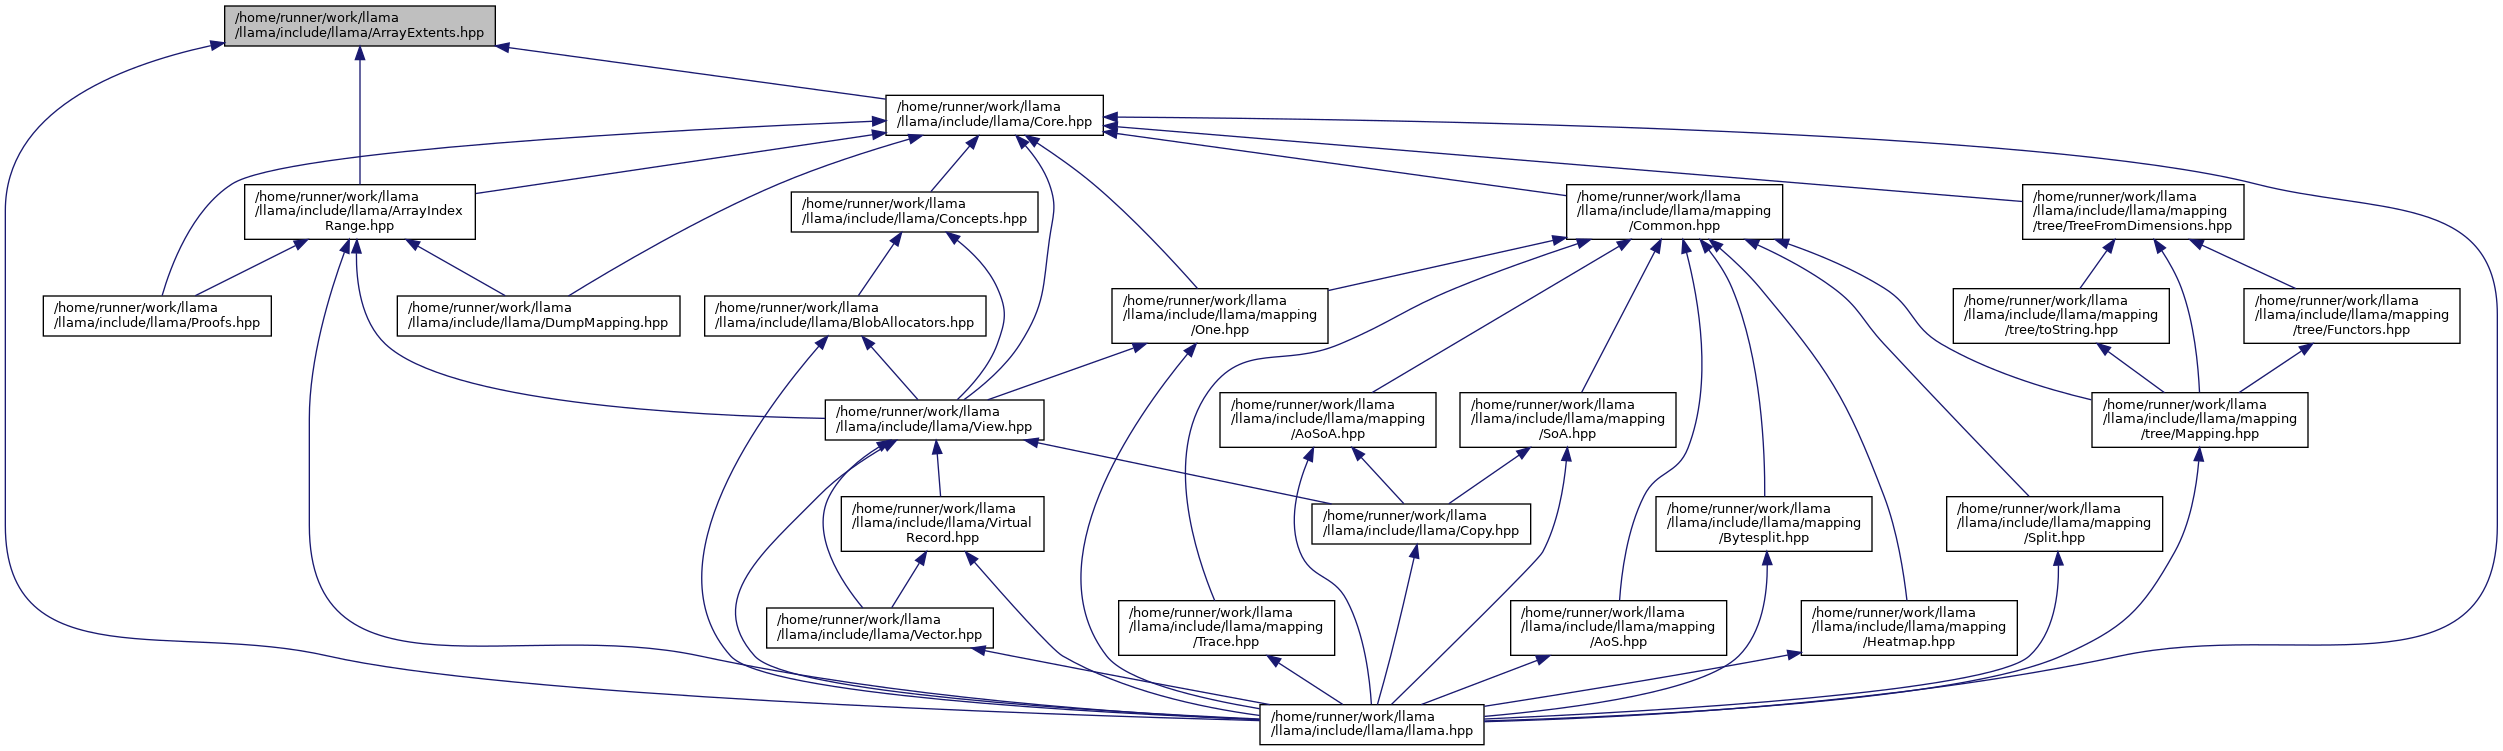 /home/runner/work/llama
/llama/include/llama/ArrayExtents.hpp
/home/runner/work/llama
/llama/include/llama/Core.hpp
/home/runner/work/llama
/llama/include/llama/ArrayIndex
Range.hpp
/home/runner/work/llama
/llama/include/llama/Concepts.hpp
/home/runner/work/llama
/llama/include/llama/mapping
/Common.hpp
/home/runner/work/llama
/llama/include/llama/mapping
/tree/TreeFromDimensions.hpp
/home/runner/work/llama
/llama/include/llama/Proofs.hpp
/home/runner/work/llama
/llama/include/llama/DumpMapping.hpp
/home/runner/work/llama
/llama/include/llama/BlobAllocators.hpp
/home/runner/work/llama
/llama/include/llama/mapping
/One.hpp
/home/runner/work/llama
/llama/include/llama/mapping
/tree/toString.hpp
/home/runner/work/llama
/llama/include/llama/mapping
/tree/Functors.hpp
/home/runner/work/llama
/llama/include/llama/View.hpp
/home/runner/work/llama
/llama/include/llama/mapping
/AoSoA.hpp
/home/runner/work/llama
/llama/include/llama/mapping
/SoA.hpp
/home/runner/work/llama
/llama/include/llama/mapping
/tree/Mapping.hpp
/home/runner/work/llama
/llama/include/llama/Virtual
Record.hpp
/home/runner/work/llama
/llama/include/llama/Copy.hpp
/home/runner/work/llama
/llama/include/llama/mapping
/Bytesplit.hpp
/home/runner/work/llama
/llama/include/llama/mapping
/Split.hpp
/home/runner/work/llama
/llama/include/llama/Vector.hpp
/home/runner/work/llama
/llama/include/llama/mapping
/Trace.hpp
/home/runner/work/llama
/llama/include/llama/mapping
/AoS.hpp
/home/runner/work/llama
/llama/include/llama/mapping
/Heatmap.hpp
/home/runner/work/llama
/llama/include/llama/llama.hpp